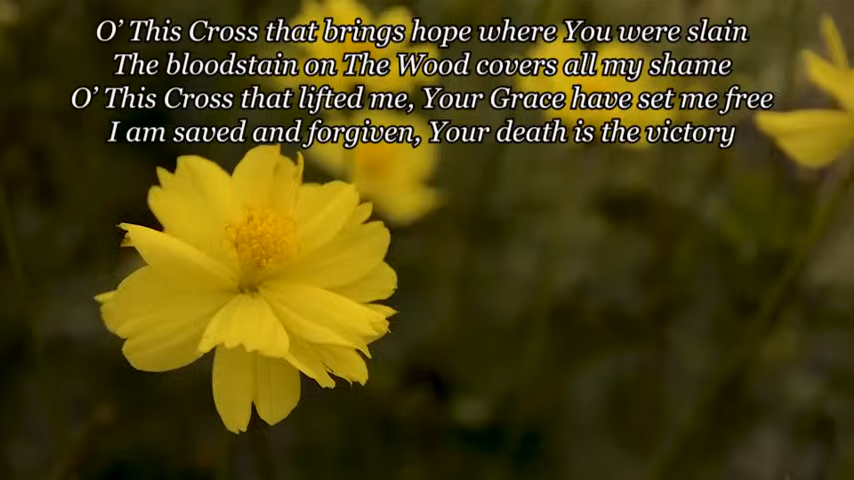 O’ This Cross that brings hope where You were slain
The bloodstain on The Wood covers all my shame
O’ This Cross that lifted me, Your Grace have set me free
I am saved and forgiven, Your death is the victory